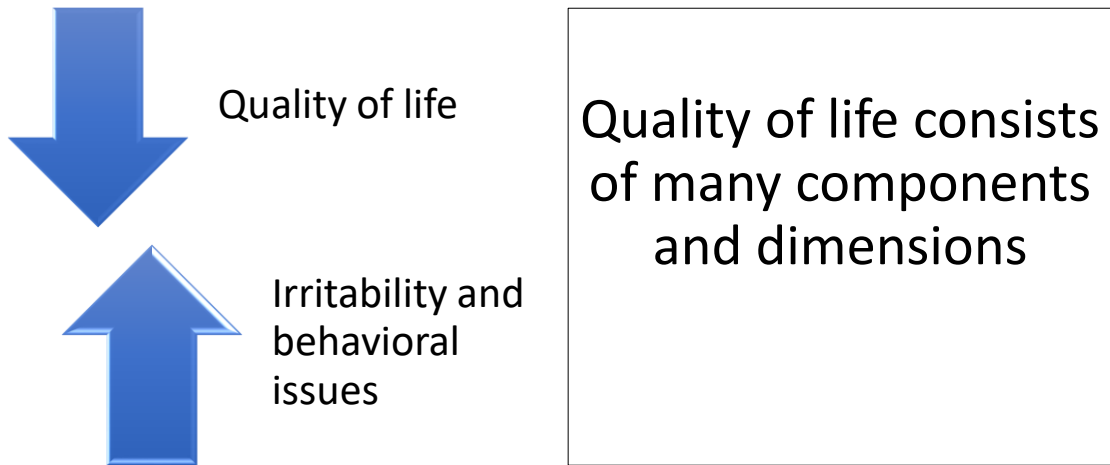 Quality of life
Irritability and
behavioral
issues
Quality of life consists
of many components
and dimensions